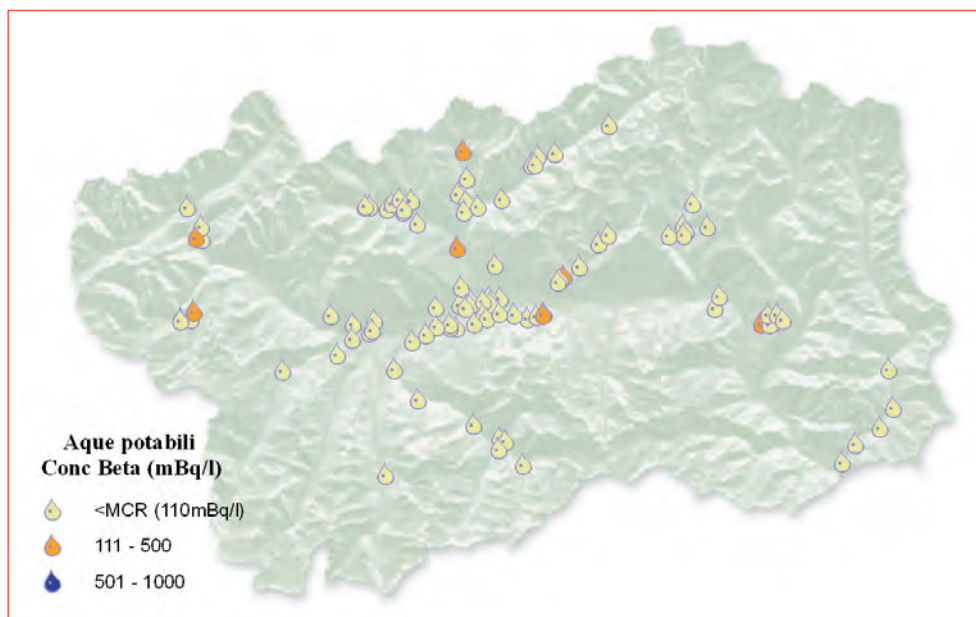 Aque potabili
Conc Beta (mBq/l)
<MCR (110mBq/l)
111 - 500
501 - 1000